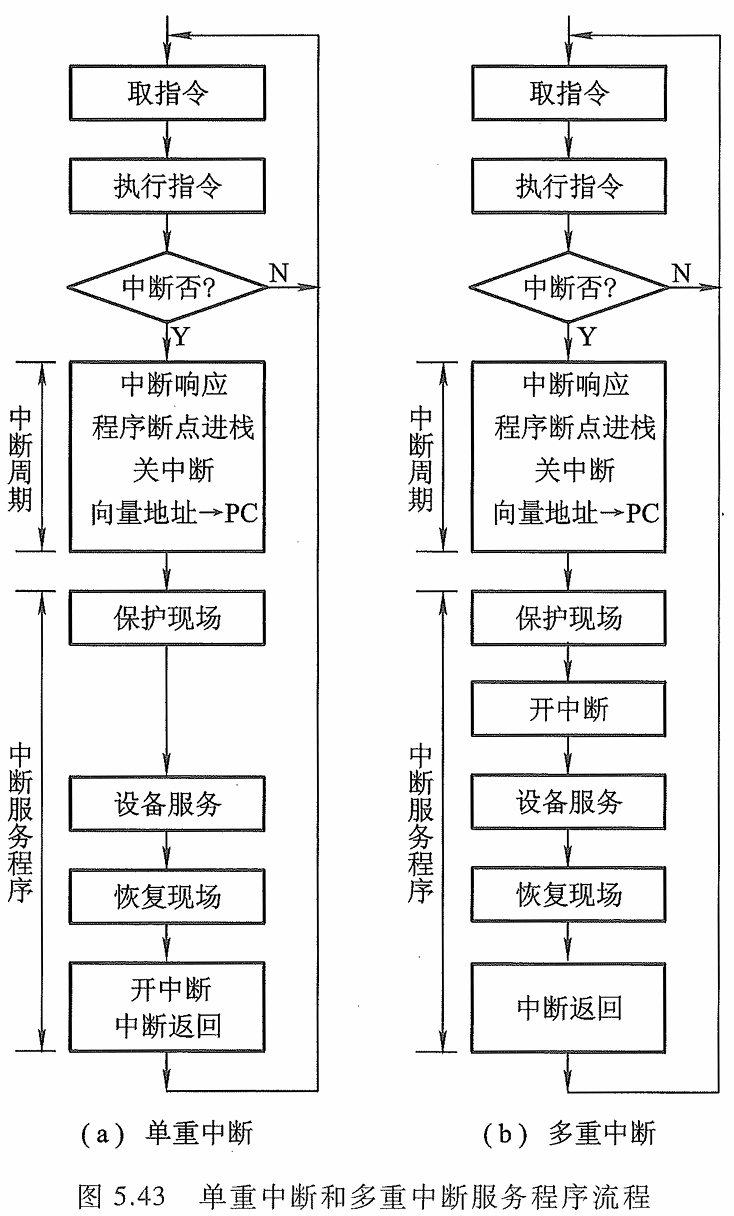 取指令
执行指令
中断否?
N
Y
中断响应
程序断点进栈
关中断
向量地址→PC
中断周期
保护现场
设备服务
恢复现场
开中断
中断返回
中断服务程序
(a) 单重中断
取指令
执行指令
中断否?
N
Y
中断响应
程序断点进栈
关中断
向量地址→PC
中断周期
保护现场
开中断
设备服务
恢复现场
中断返回
中断服务程序
(b) 多重中断
图 5.43 单重中断和多重中断服务程序流程